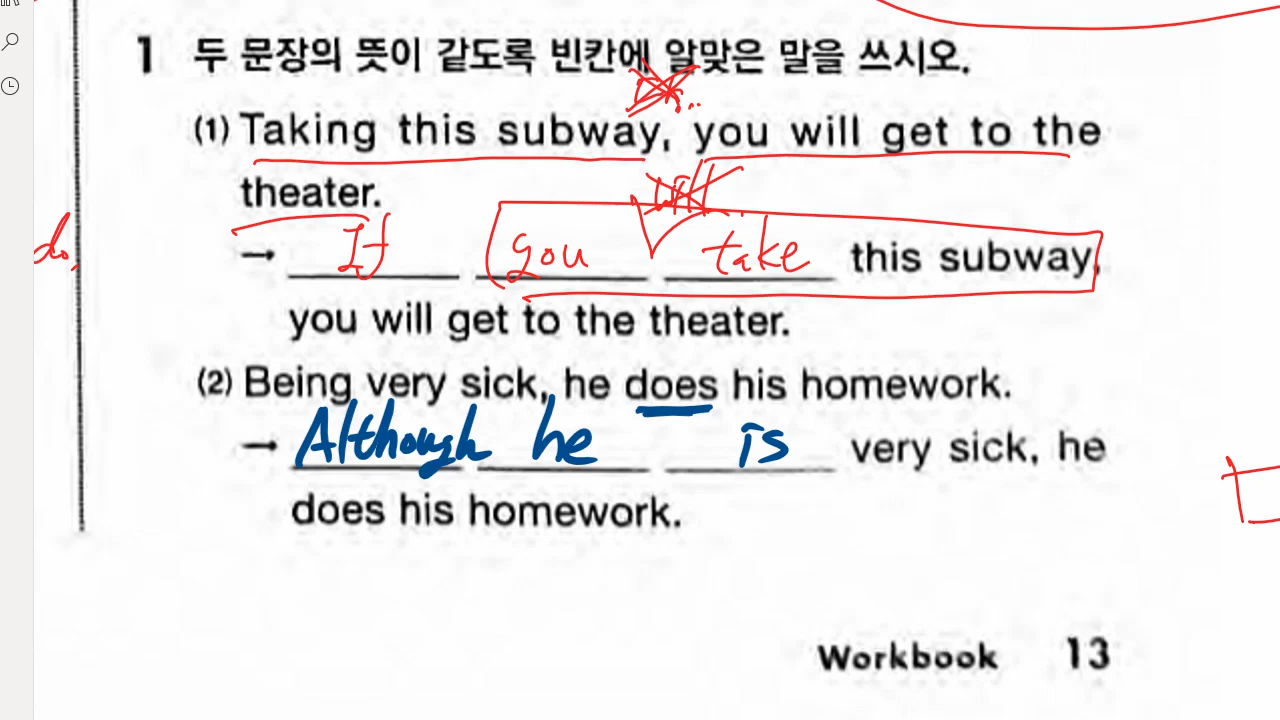 1 두 문장의 뜻이 같도록 빈칸에 알맞은 말을 쓰시오.
(1) Taking this subway, you will get to the
theater.
will
do.
→ If you take this subway,
you will get to the theater.
(2) Being very sick, he does his homework.
→ Although he is very sick, he
does his homework.
Workbook 13